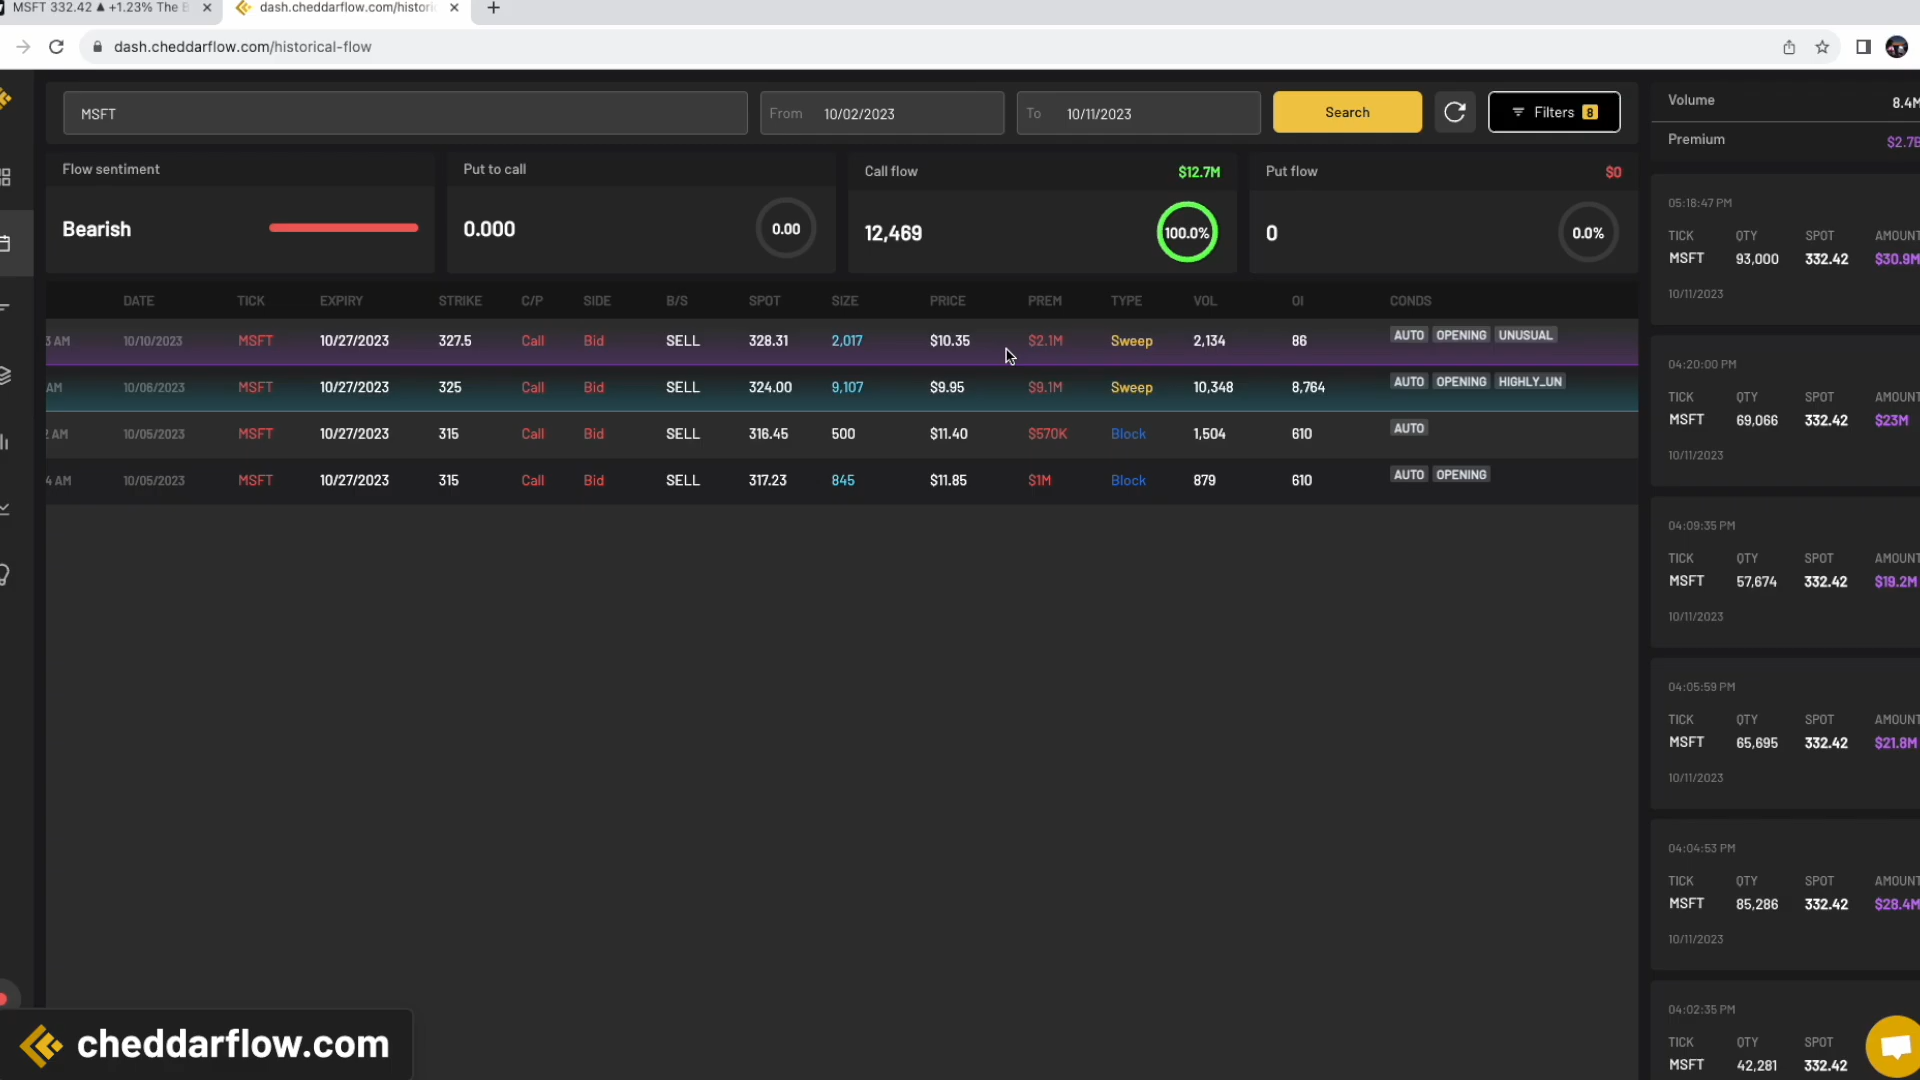 MSFT 332.42 ▲ +1.23% The B
dash.cheddarflow.com/historic
dash.cheddarflow.com/historical-flow
MSFT
From 10/02/2023
To 10/11/2023
Search
Filters 8
Flow sentiment
Bearish
Put to call
0.000
0.00
Call flow $12.7M
12,469
100.0%
Put flow $0
0
0.0%
DATE TICK EXPIRY STRIKE C/P SIDE B/S SPOT SIZE PRICE PREM TYPE VOL OI CONDS
3 AM 10/10/2023 MSFT 10/27/2023 327.5 Call Bid SELL 328.31 2,017 $10.35 $2.1M Sweep 2,134 86 AUTO OPENING UNUSUAL
AM 10/06/2023 MSFT 10/27/2023 325 Call Bid SELL 324.00 9,107 $9.95 $9.1M Sweep 10,348 8,764 AUTO OPENING HIGHLY_UN
2 AM 10/05/2023 MSFT 10/27/2023 315 Call Bid SELL 316.45 500 $11.40 $570K Block 1,504 610 AUTO
4 AM 10/05/2023 MSFT 10/27/2023 315 Call Bid SELL 317.23 845 $11.85 $1M Block 879 610 AUTO OPENING
Volume 8.4M
Premium $2.7B
05:18:47 PM
TICK QTY SPOT AMOUNT
MSFT 93,000 332.42 $30.9M
10/11/2023
04:20:00 PM
TICK QTY SPOT AMOUNT
MSFT 69,066 332.42 $23M
10/11/2023
04:09:35 PM
TICK QTY SPOT AMOUNT
MSFT 57,674 332.42 $19.2M
10/11/2023
04:05:59 PM
TICK QTY SPOT AMOUNT
MSFT 65,695 332.42 $21.8M
10/11/2023
04:04:53 PM
TICK QTY SPOT AMOUNT
MSFT 85,286 332.42 $28.4M
10/11/2023
04:02:35 PM
TICK QTY SPOT
MSFT 42,281 332.42
cheddarflow.com